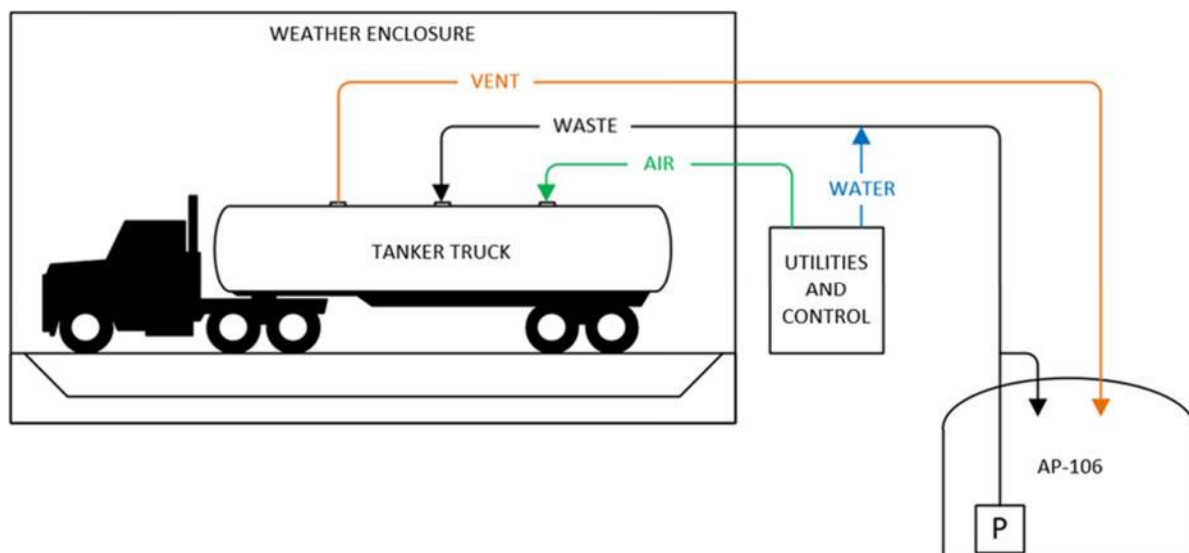 WEATHER ENCLOSURE
VENT
WASTE
AIR
WATER
TANKER TRUCK
UTILITIES
AND
CONTROL
AP-106
P